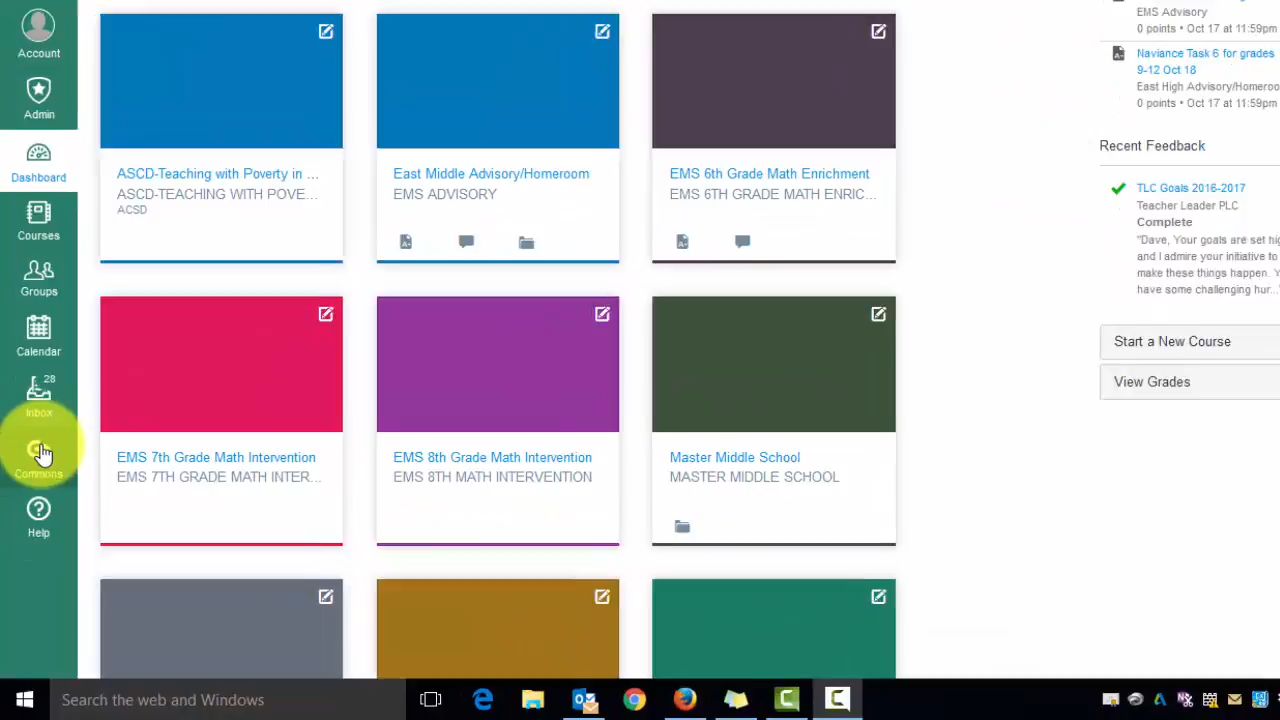 Account
Admin
Dashboard
Courses
Groups
Calendar
28
Inbox
Commons
Help
ASCD-Teaching with Poverty in ...
ASCD-TEACHING WITH POVE...
ACSD
East Middle Advisory/Homeroom
EMS ADVISORY
EMS 6th Grade Math Enrichment
EMS 6TH GRADE MATH ENRIC...
EMS 7th Grade Math Intervention
EMS 7TH GRADE MATH INTER...
EMS 8th Grade Math Intervention
EMS 8TH MATH INTERVENTION
Master Middle School
MASTER MIDDLE SCHOOL
EMS Advisory
0 points • Oct 17 at 11:59pm
Naviance Task 6 for grades
9-12 Oct 18
East High Advisory/Homeroo
0 points • Oct 17 at 11:59pm
Recent Feedback
TLC Goals 2016-2017
Teacher Leader PLC
Complete
"Dave, Your goals are set hig
and I admire your initiative to
make these things happen. Y
have some challenging hur..."
Start a New Course
View Grades
Search the web and Windows